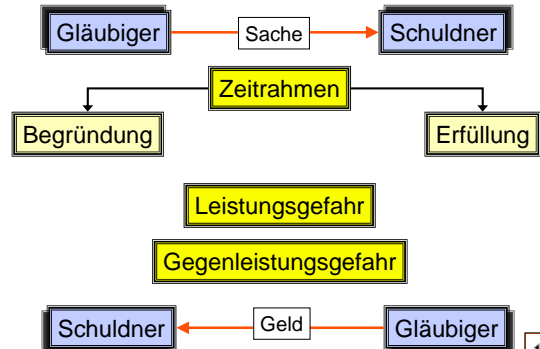 Gläubiger Sache Schuldner
Zeitrahmen
Begründung Erfüllung
Leistungsgefahr
Gegenleistungsgefahr
Schuldner Geld Gläubiger